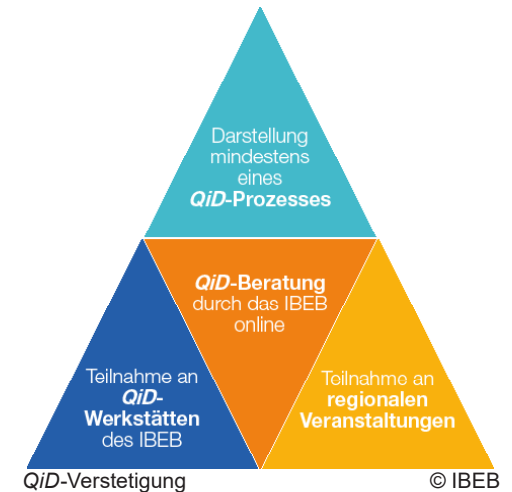 Darstellung
mindestens
eines
QiD-Prozesses
QiD-Beratung
durch das IBEB
online
Teilnahme an
QiD-
Werkstätten
des IBEB
Teilnahme an
regionalen
Veranstaltungen
QiD-Verstetigung
© IBEB